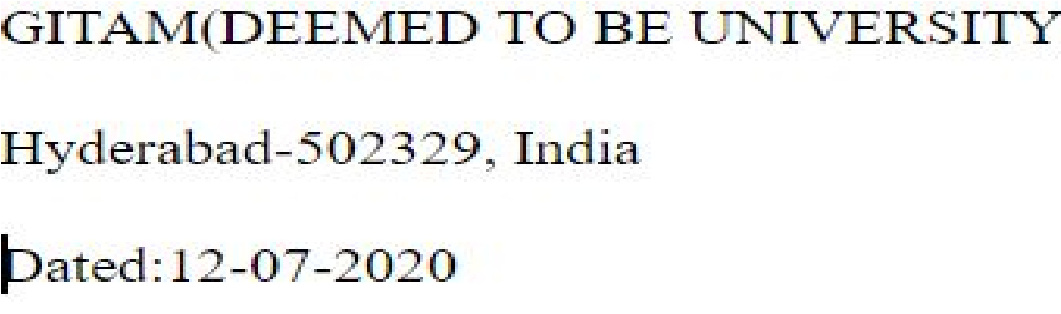 GITAM(DEEMED TO BE UNIVERSITY
Hyderabad-502329, India
Dated:12-07-2020